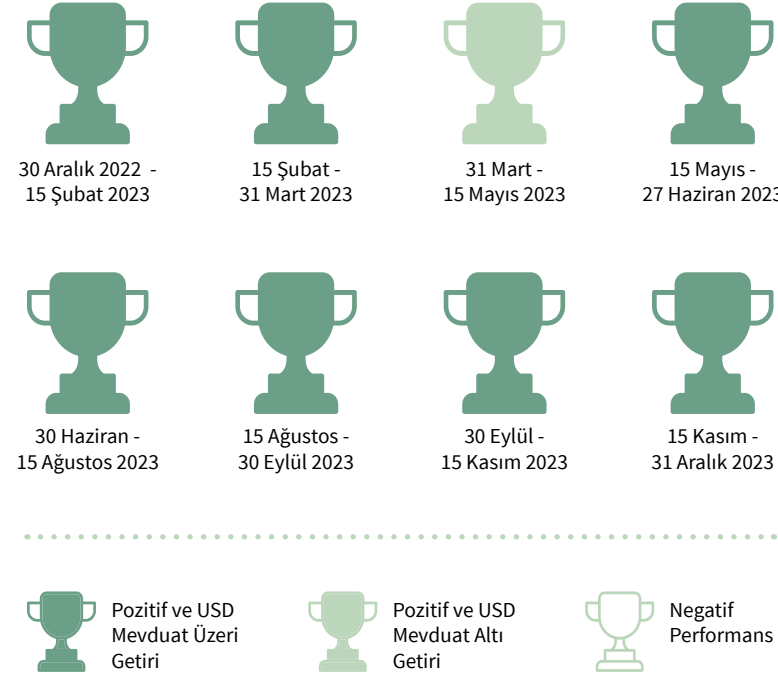 30 Aralık 2022 -
15 Şubat 2023
15 Şubat -
31 Mart 2023
31 Mart -
15 Mayıs 2023
15 Mayıs -
27 Haziran 2023
30 Haziran -
15 Ağustos 2023
15 Ağustos -
30 Eylül 2023
30 Eylül -
15 Kasım 2023
15 Kasım -
31 Aralık 2023
Pozitif ve USD
Mevduat Üzeri
Getiri
Pozitif ve USD
Mevduat Altı
Getiri
Negatif
Performans